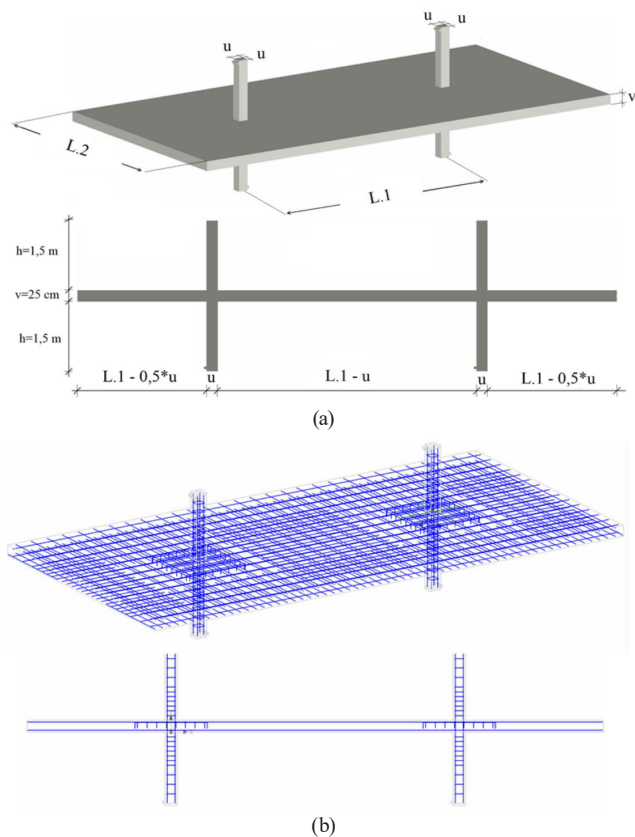 u u
u u
v
L.2
L.1
h=1,5 m
v=25 cm
h=1,5 m
L.1 - 0,5*u u L.1 - u u L.1 - 0,5*u
(a)
(b)